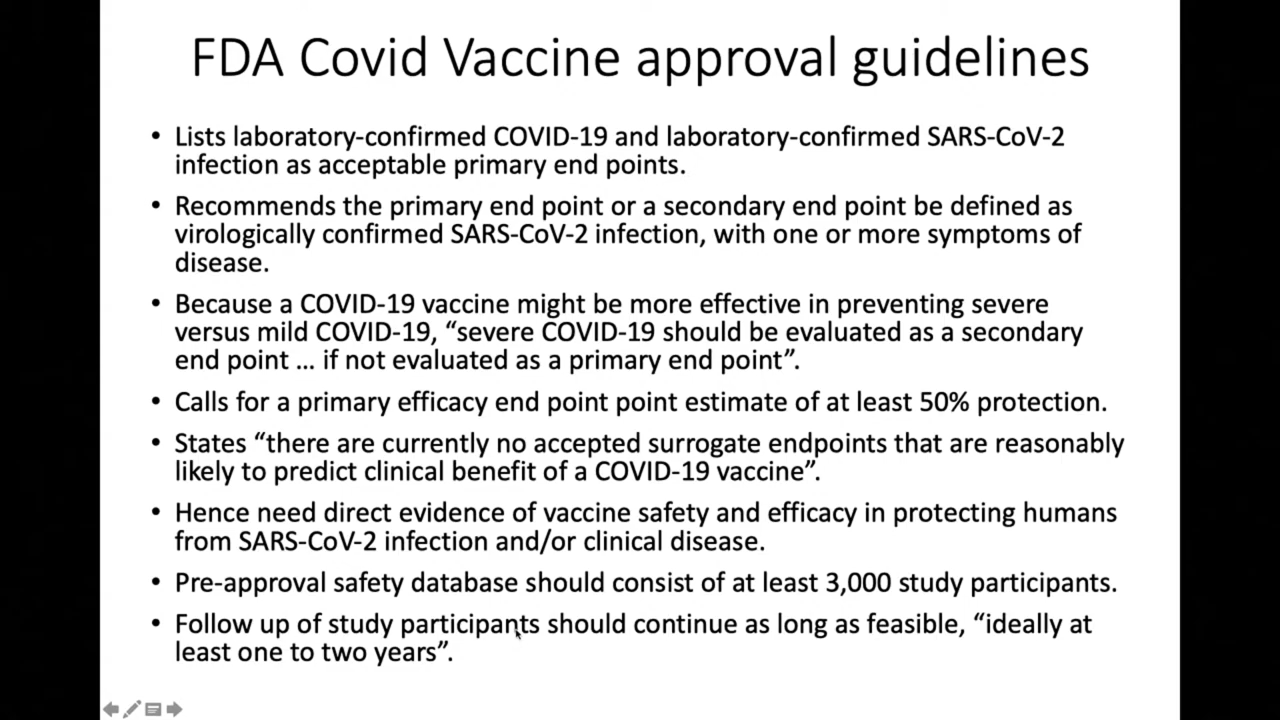 FDA Covid Vaccine approval guidelines
• Lists laboratory-confirmed COVID-19 and laboratory-confirmed SARS-CoV-2
infection as acceptable primary end points.
• Recommends the primary end point or a secondary end point be defined as
virologically confirmed SARS-CoV-2 infection, with one or more symptoms of
disease.
• Because a COVID-19 vaccine might be more effective in preventing severe
versus mild COVID-19, “severe COVID-19 should be evaluated as a secondary
end point … if not evaluated as a primary end point”.
• Calls for a primary efficacy end point point estimate of at least 50% protection.
• States “there are currently no accepted surrogate endpoints that are reasonably
likely to predict clinical benefit of a COVID-19 vaccine”.
• Hence need direct evidence of vaccine safety and efficacy in protecting humans
from SARS-CoV-2 infection and/or clinical disease.
• Pre-approval safety database should consist of at least 3,000 study participants.
• Follow up of study participants should continue as long as feasible, “ideally at
least one to two years”.